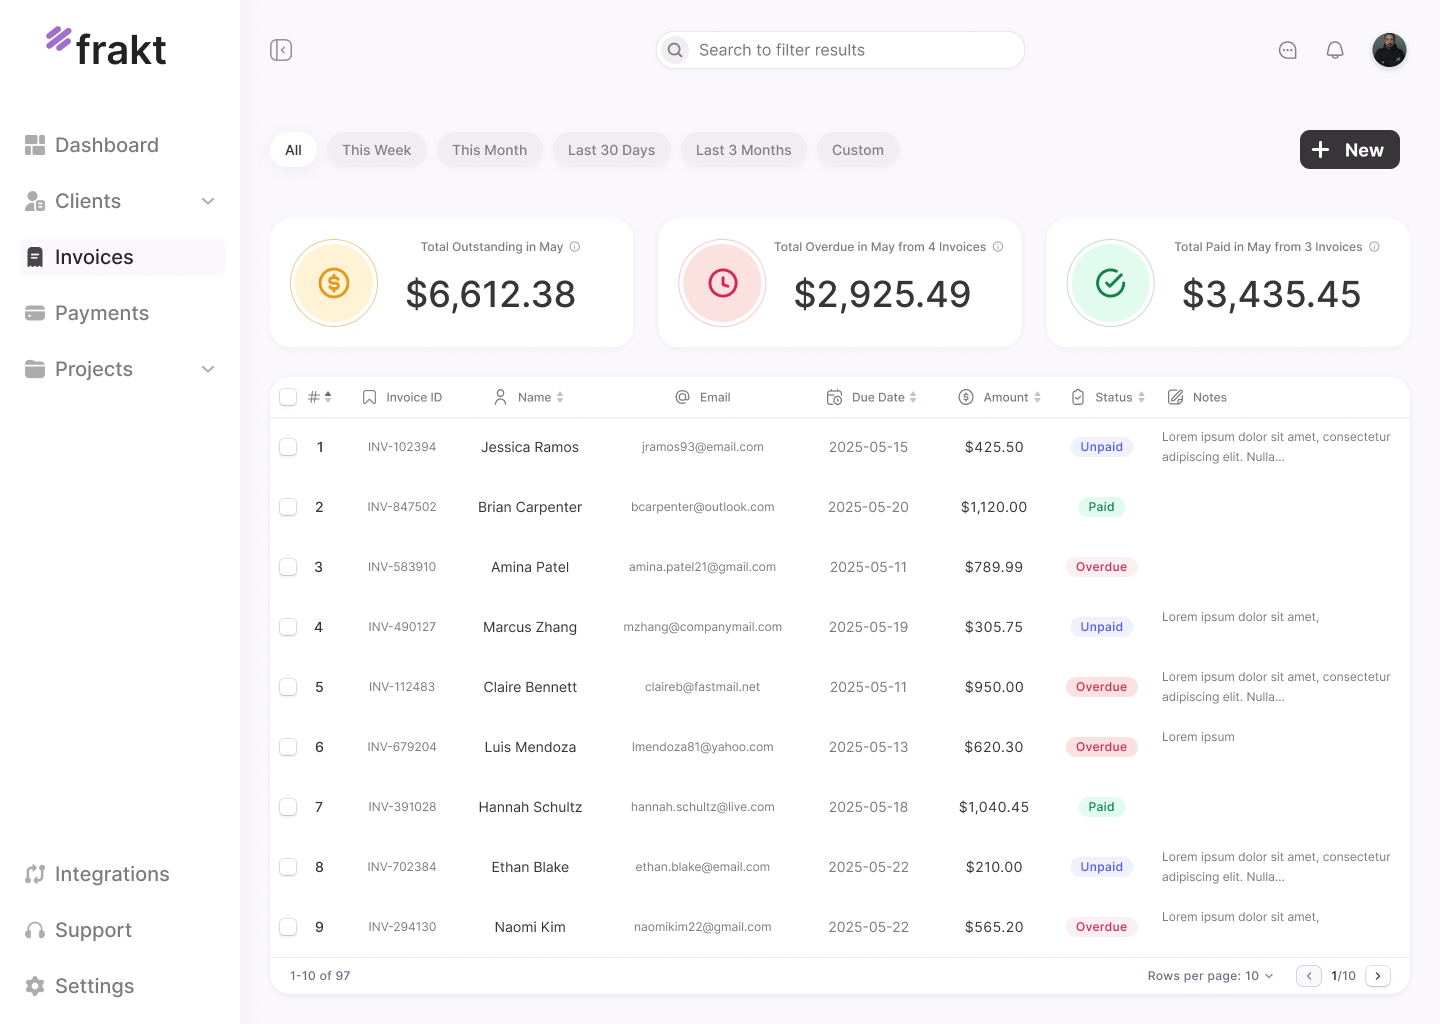 frakt
Search to filter results
Dashboard
Clients
Invoices
Payments
Projects
Integrations
Support
Settings
All This Week This Month Last 30 Days Last 3 Months Custom
+ New
Total Outstanding in May
$6,612.38
Total Overdue in May from 4 Invoices
$2,925.49
Total Paid in May from 3 Invoices
$3,435.45
# Invoice ID Name Email Due Date Amount Status Notes
1 INV-102394 Jessica Ramos jramos93@email.com 2025-05-15 $425.50 Unpaid Lorem ipsum dolor sit amet, consectetur
adipiscing elit. Nulla...
2 INV-847502 Brian Carpenter bcarpenter@outlook.com 2025-05-20 $1,120.00 Paid
3 INV-583910 Amina Patel amina.patel21@gmail.com 2025-05-11 $789.99 Overdue
4 INV-490127 Marcus Zhang mzhang@companymail.com 2025-05-19 $305.75 Unpaid Lorem ipsum dolor sit amet,
5 INV-112483 Claire Bennett claireb@fastmail.net 2025-05-11 $950.00 Overdue Lorem ipsum dolor sit amet, consectetur
adipiscing elit. Nulla...
6 INV-679204 Luis Mendoza lmendoza81@yahoo.com 2025-05-13 $620.30 Overdue Lorem ipsum
7 INV-391028 Hannah Schultz hannah.schultz@live.com 2025-05-18 $1,040.45 Paid
8 INV-702384 Ethan Blake ethan.blake@email.com 2025-05-22 $210.00 Unpaid Lorem ipsum dolor sit amet, consectetur
adipiscing elit. Nulla...
9 INV-294130 Naomi Kim naomikim22@gmail.com 2025-05-22 $565.20 Overdue Lorem ipsum dolor sit amet,
1-10 of 97
Rows per page: 10
1/10